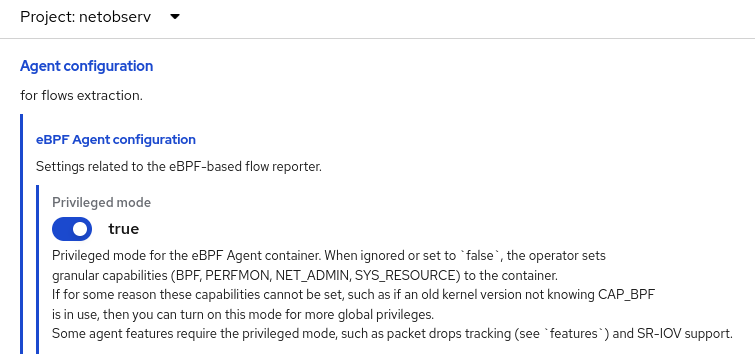 Project: netobserv
Agent configuration
for flows extraction.
eBPF Agent configuration
Settings related to the eBPF-based flow reporter.
Privileged mode
true
Privileged mode for the eBPF Agent container. When ignored or set to `false`, the operator sets
granular capabilities (BPF, PERFMON, NET_ADMIN, SYS_RESOURCE) to the container.
If for some reason these capabilities cannot be set, such as if an old kernel version not knowing CAP_BPF
is in use, then you can turn on this mode for more global privileges.
Some agent features require the privileged mode, such as packet drops tracking (see `features`) and SR-IOV support.